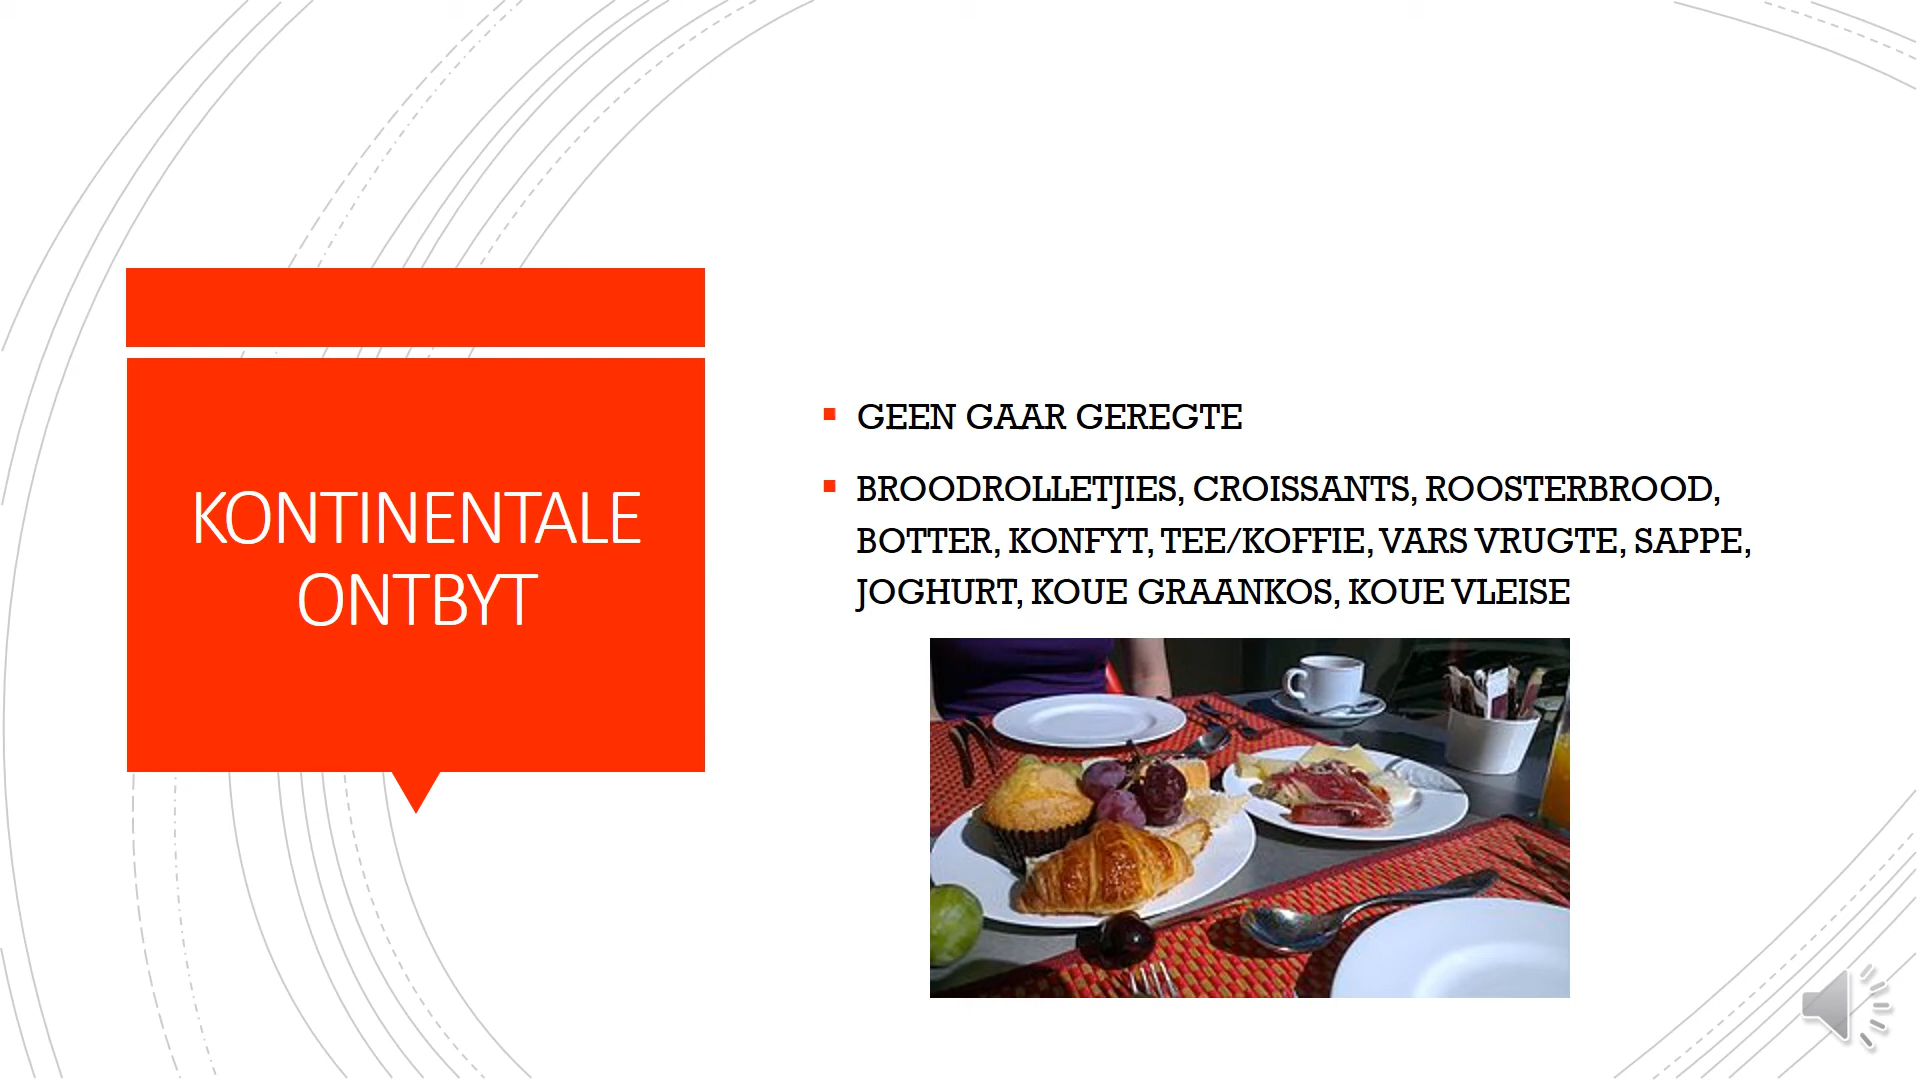 KONTINENTALE
ONTBYT
GEEN GAAR GEREGTE
BROODROLLETJIES, CROISSANTS, ROOSTERBROOD,
BOTTER, KONFYT, TEE/KOFFIE, VARS VRUGTE, SAPPE,
JOGHURT, KOUE GRAANKOS, KOUE VLEISE